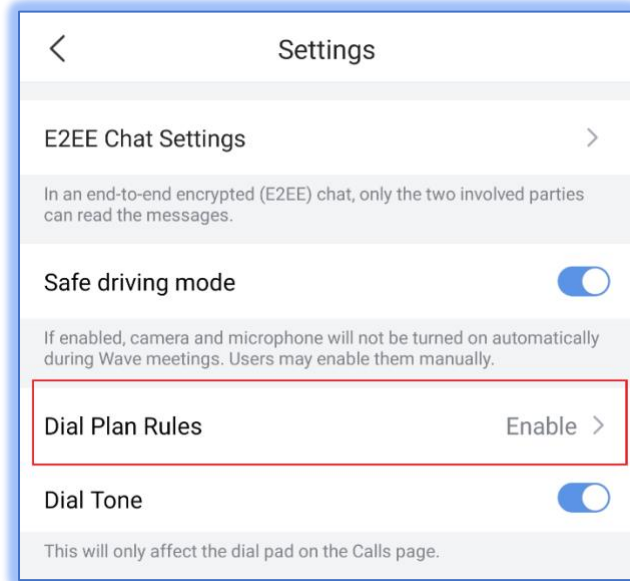 Settings
E2EE Chat Settings
In an end-to-end encrypted (E2EE) chat, only the two involved parties
can read the messages.
Safe driving mode
If enabled, camera and microphone will not be turned on automatically
during Wave meetings. Users may enable them manually.
Dial Plan Rules Enable
Dial Tone
This will only affect the dial pad on the Calls page.